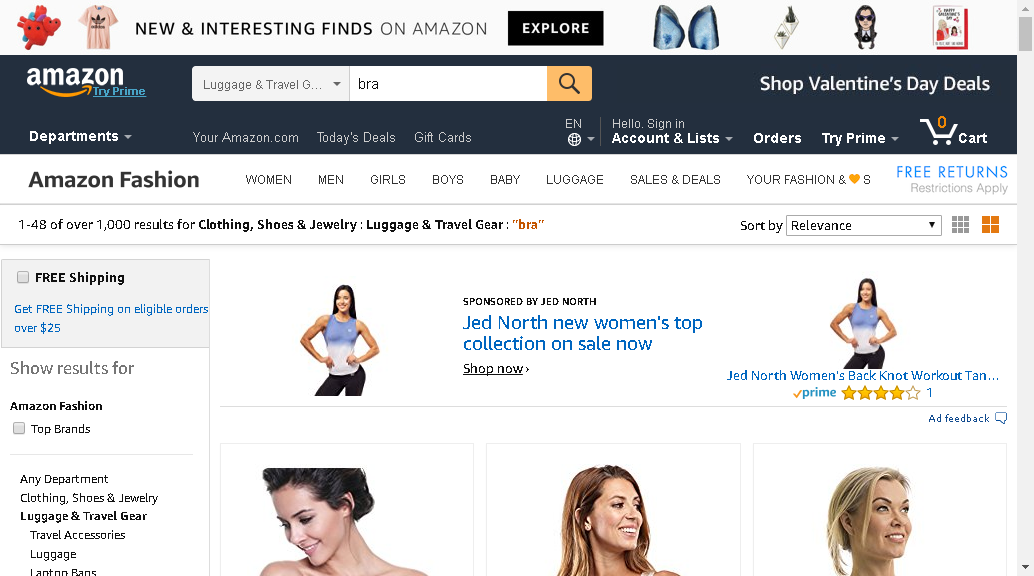 NEW & INTERESTING FINDS ON AMAZON
EXPLORE
amazon
Try Prime
Luggage & Travel G...
bra
Shop Valentine's Day Deals
Departments
Your Amazon.com
Today's Deals
Gift Cards
EN
Hello. Sign in
Account & Lists
Orders
Try Prime
0
Cart
Amazon Fashion
WOMEN
MEN
GIRLS
BOYS
BABY
LUGGAGE
SALES & DEALS
YOUR FASHION & S
FREE RETURNS
Restrictions Apply
1-48 of over 1,000 results for Clothing, Shoes & Jewelry : Luggage & Travel Gear : "bra"
Sort by
Relevance
FREE Shipping
Get FREE Shipping on eligible orders
over $25
Show results for
Amazon Fashion
Top Brands
Any Department
Clothing, Shoes & Jewelry
Luggage & Travel Gear
Travel Accessories
Luggage
Laptop Bags
SPONSORED BY JED NORTH
Jed North new women's top
collection on sale now
Shop now ›
Jed North Women's Back Knot Workout Tan...
prime
1
Ad feedback